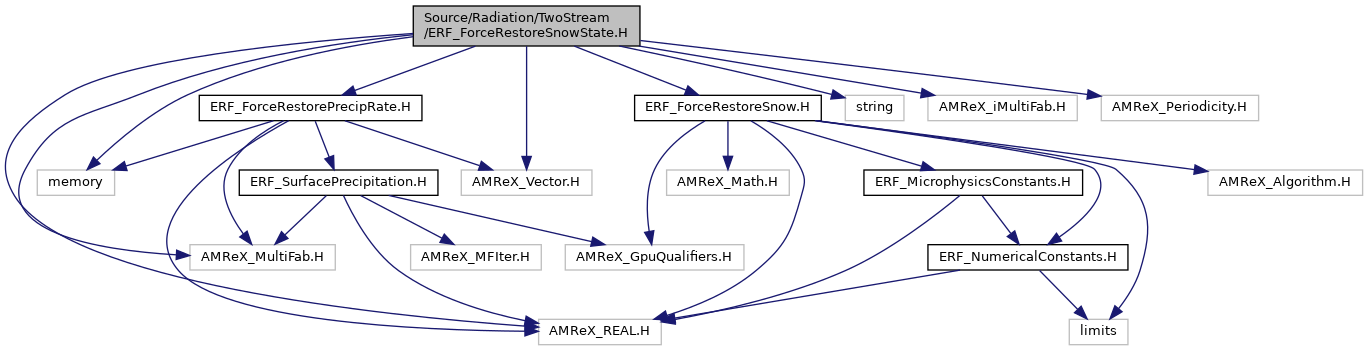 Source/Radiation/TwoStream
/ERF_ForceRestoreSnowState.H
ERF_ForceRestorePrecipRate.H
ERF_ForceRestoreSnow.H
string
AMReX_iMultiFab.H
AMReX_Periodicity.H
memory
ERF_SurfacePrecipitation.H
AMReX_Vector.H
AMReX_Math.H
ERF_MicrophysicsConstants.H
AMReX_Algorithm.H
AMReX_MultiFab.H
AMReX_MFIter.H
AMReX_GpuQualifiers.H
ERF_NumericalConstants.H
AMReX_REAL.H
limits